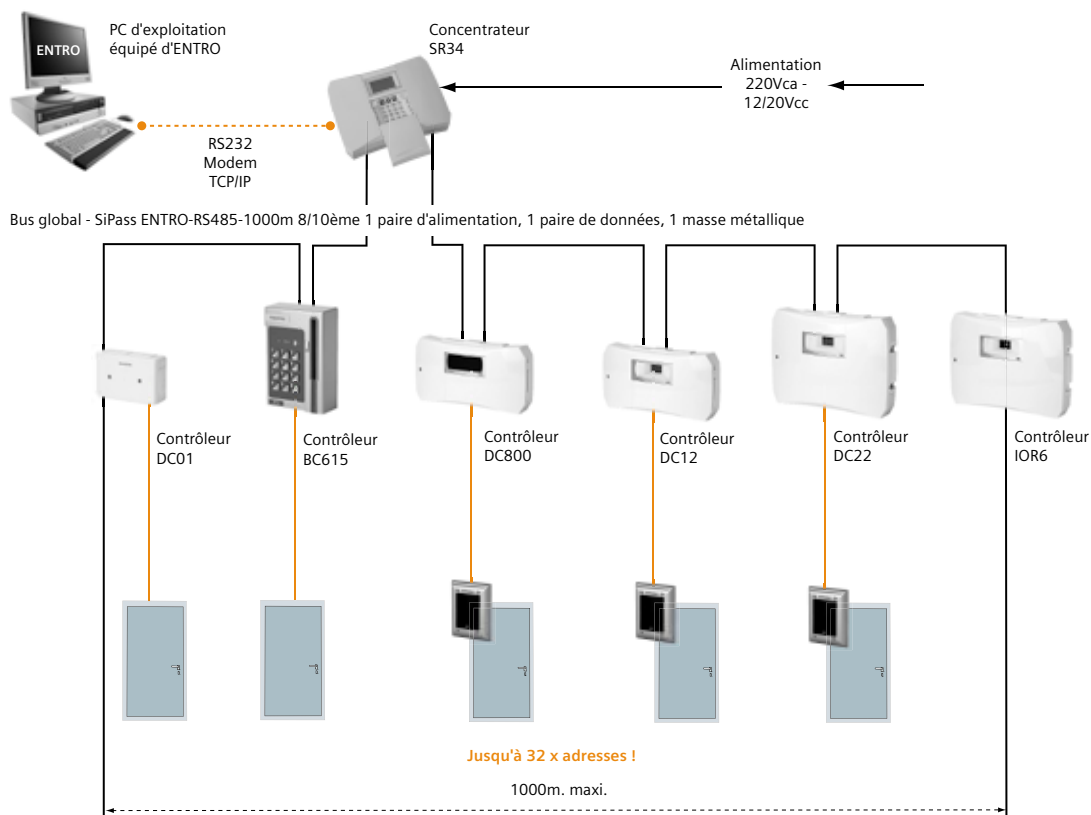 ENTRO
PC d'exploitation
équipé d'ENTRO
Concentrateur
SR34
Alimentation
220Vca -
12/20Vcc
RS232
Modem
TCP/IP
Bus global - SiPass ENTRO-RS485-1000m 8/10ème 1 paire d'alimentation, 1 paire de données, 1 masse métallique
Contrôleur
DC01
Contrôleur
BC615
Contrôleur
DC800
Contrôleur
DC12
Contrôleur
DC22
Contrôleur
IOR6
Jusqu'à 32 x adresses !
1000m. maxi.